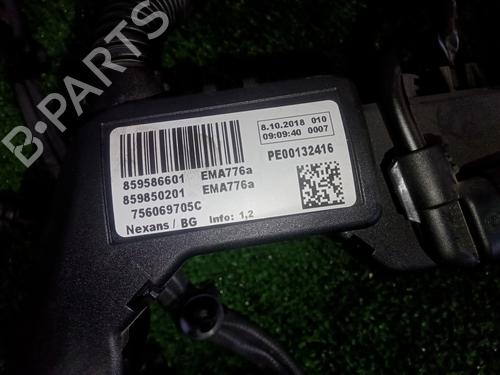 B-PARTS
8.10.2018 010
09:09:40 0007
859586601 EMA776a
859850201 EMA776a
756069705C
Nexans / BG Info: 1,2
PE00132416